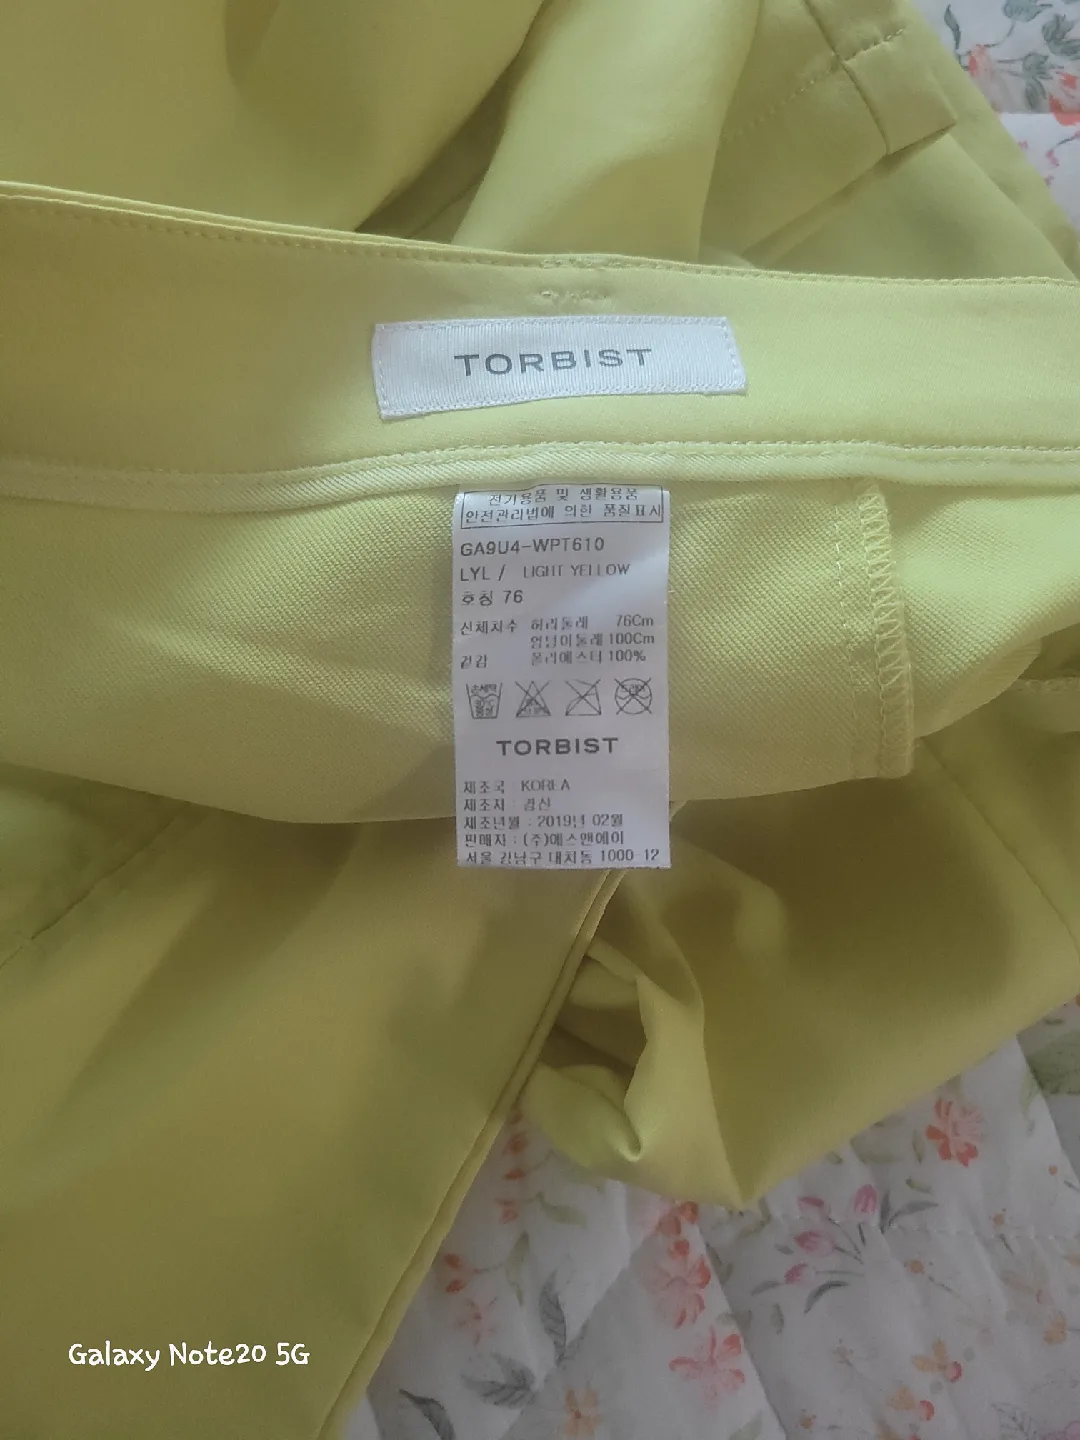 TORBIST
전기용품 및 생활용품
안전관리법에 의한 품질표시
GA9U4-WPT610
LYL / LIGHT YELLOW
호칭 76
신체치수 허리둘레 76Cm
엉덩이둘레 100Cm
겉감 폴리에스터 100%
손세탁
TORBIST
제조국 : KOREA
제조자 : 경신
제조년월 : 2019년 02월
판매자 : (주)에스앤에이
서울 강남구 대치동 1000-12
Galaxy Note20 5G